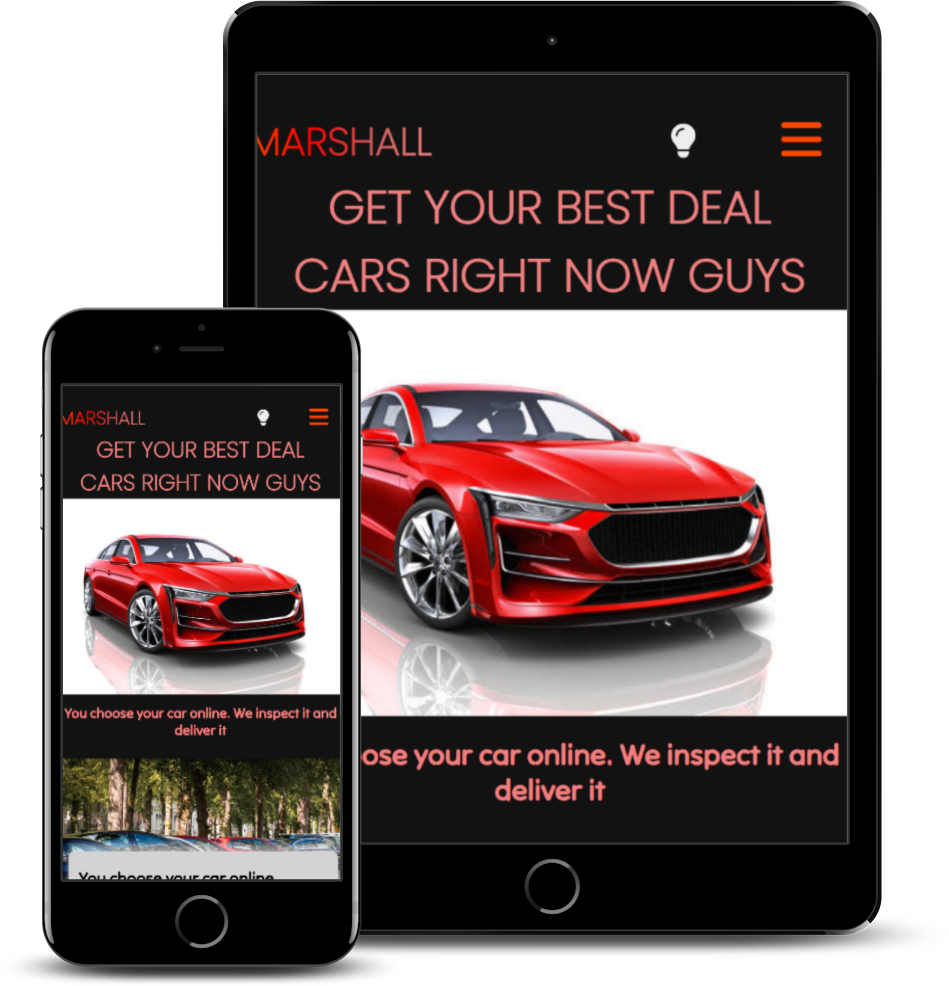 MARSHALL
GET YOUR BEST DEAL
CARS RIGHT NOW GUYS
ose your car online. We inspect it and
deliver it
MARSHALL
GET YOUR BEST DEAL
CARS RIGHT NOW GUYS
You choose your car online. We inspect it and
deliver it
You choose your car online.